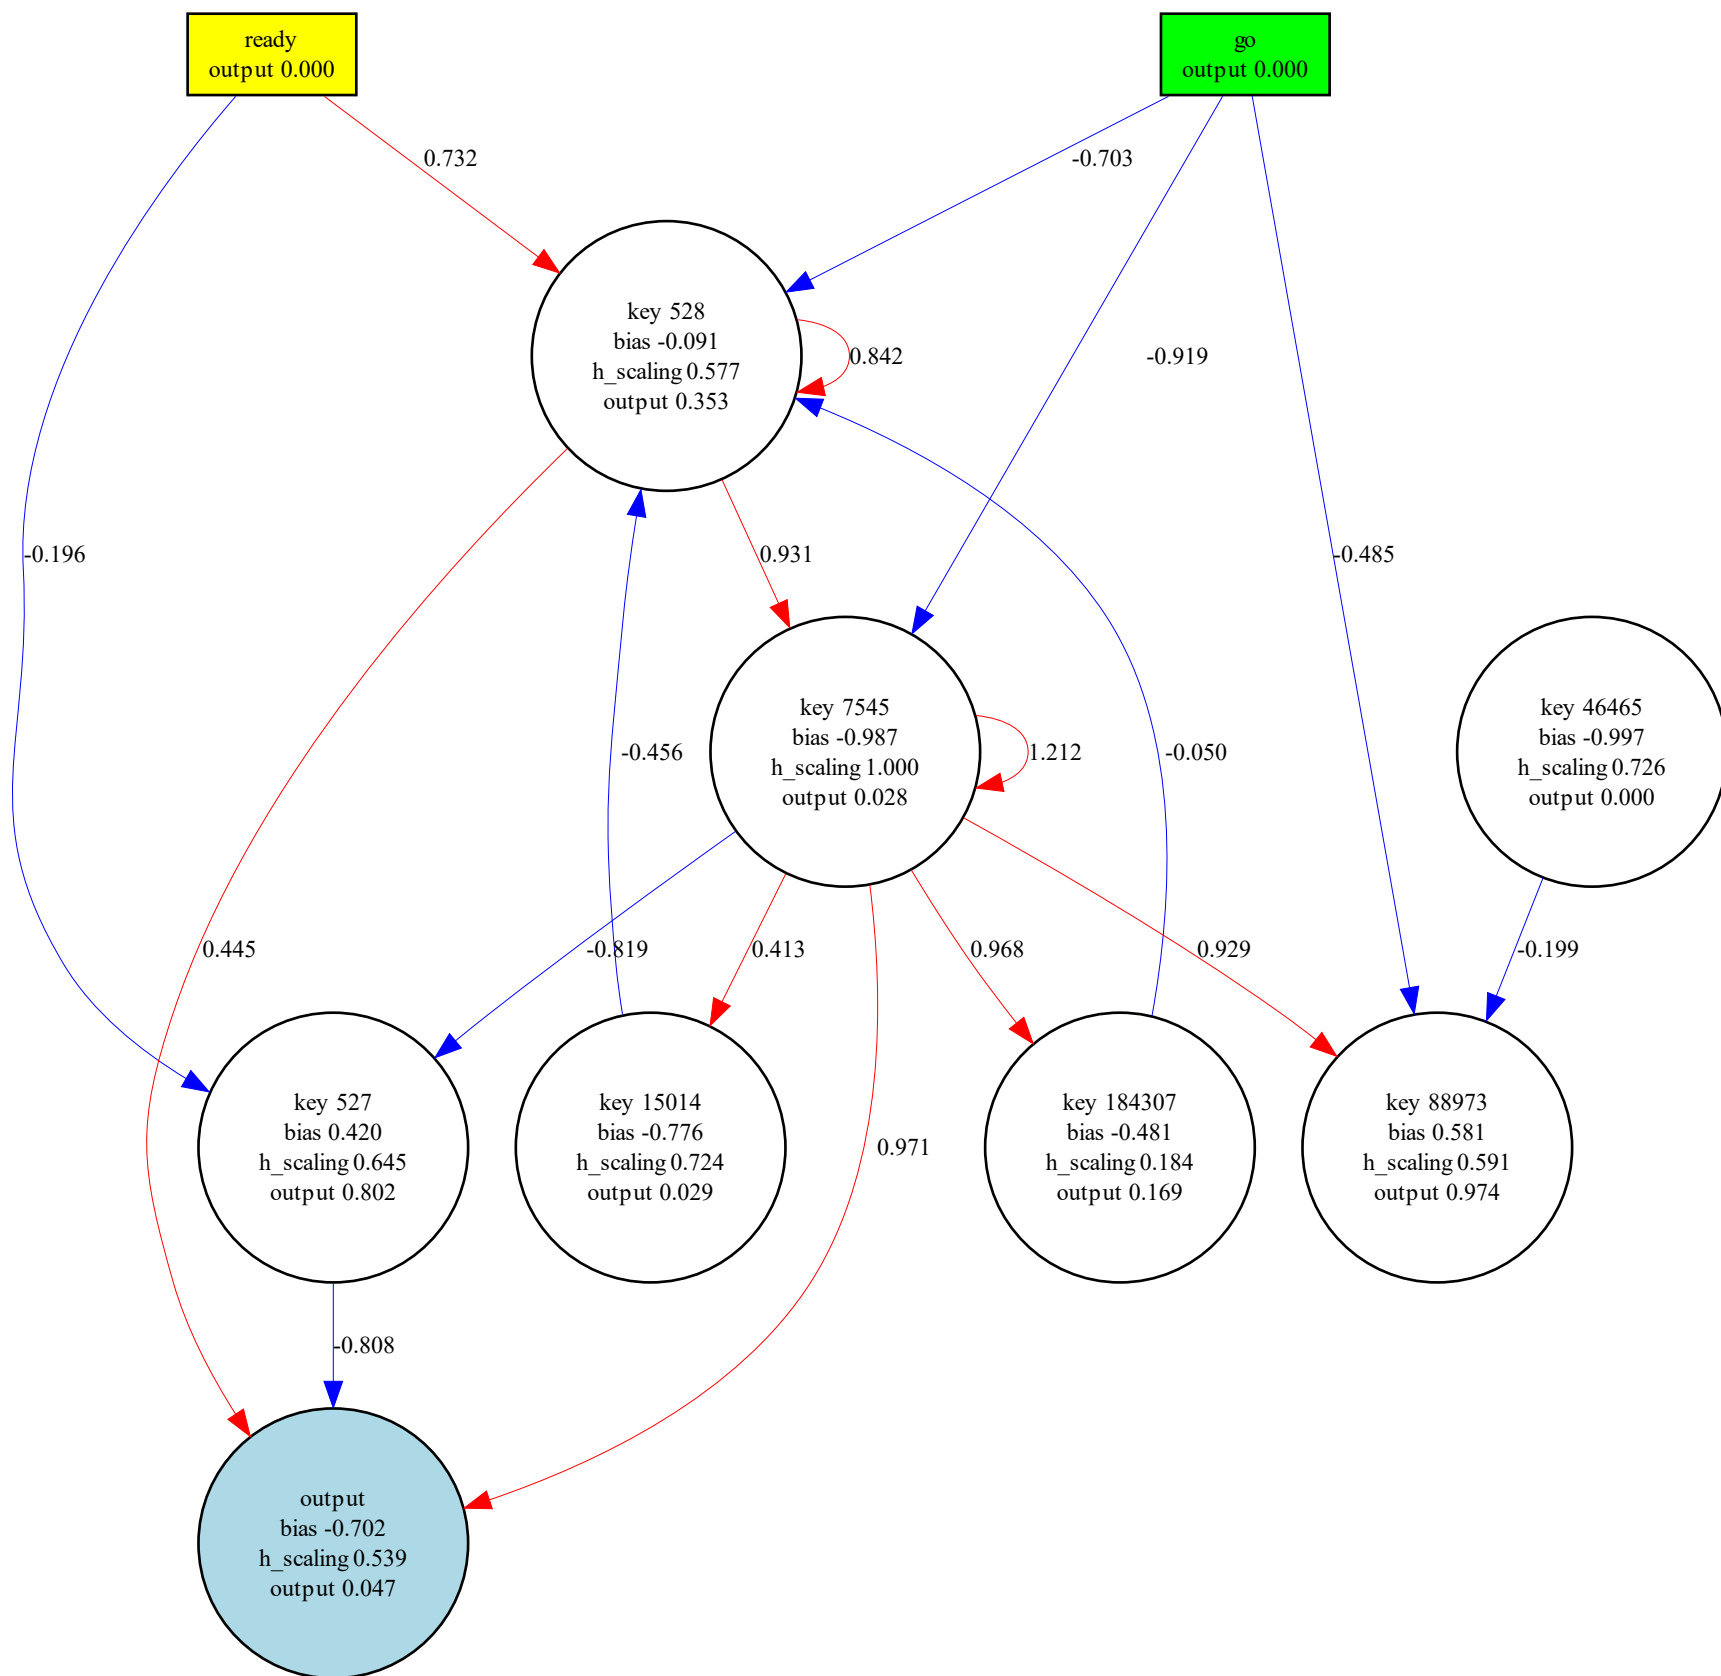 ready
output 0.000
go
output 0.000
0.732
-0.703
key 528
bias -0.091
h_scaling 0.577
output 0.353
0.842
-0.919
-0.196
0.931
-0.485
key 7545
bias -0.987
h_scaling 1.000
output 0.028
-0.456
1.212
-0.050
key 46465
bias -0.997
h_scaling 0.726
output 0.000
0.445
-0.819
0.413
0.968
0.929
-0.199
key 527
bias 0.420
h_scaling 0.645
output 0.802
key 15014
bias -0.776
h_scaling 0.724
output 0.029
0.971
key 184307
bias -0.481
h_scaling 0.184
output 0.169
key 88973
bias 0.581
h_scaling 0.591
output 0.974
-0.808
output
bias -0.702
h_scaling 0.539
output 0.047